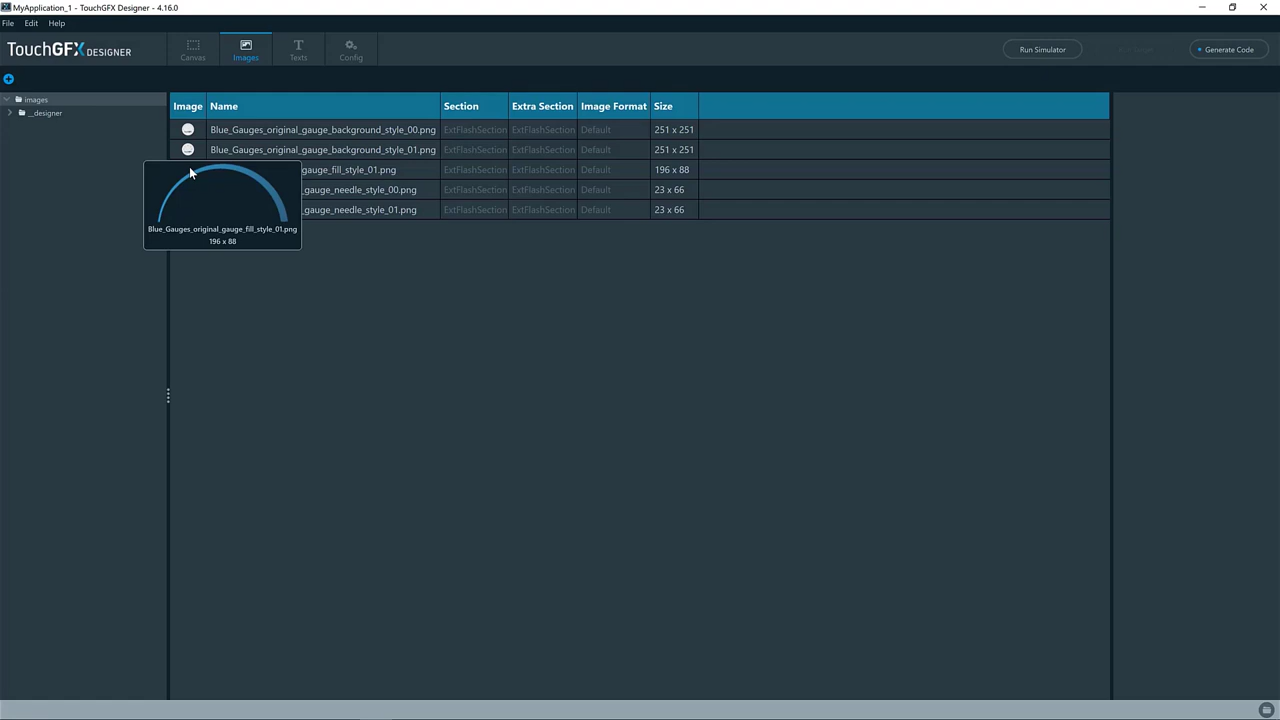 MyApplication_1 - TouchGFX Designer - 4.16.0
File Edit Help
TouchGFX DESIGNER
Canvas Images Texts Config
Run Simulator
Generate Code
images
__designer
Image Name Section Extra Section Image Format Size
Blue_Gauges_original_gauge_background_style_00.png ExtFlashSection ExtFlashSection Default 251 x 251
Blue_Gauges_original_gauge_background_style_01.png ExtFlashSection ExtFlashSection Default 251 x 251
gauge_fill_style_01.png ExtFlashSection ExtFlashSection Default 196 x 88
_gauge_needle_style_00.png ExtFlashSection ExtFlashSection Default 23 x 66
_gauge_needle_style_01.png ExtFlashSection ExtFlashSection Default 23 x 66
Blue_Gauges_original_gauge_fill_style_01.png
196 x 88